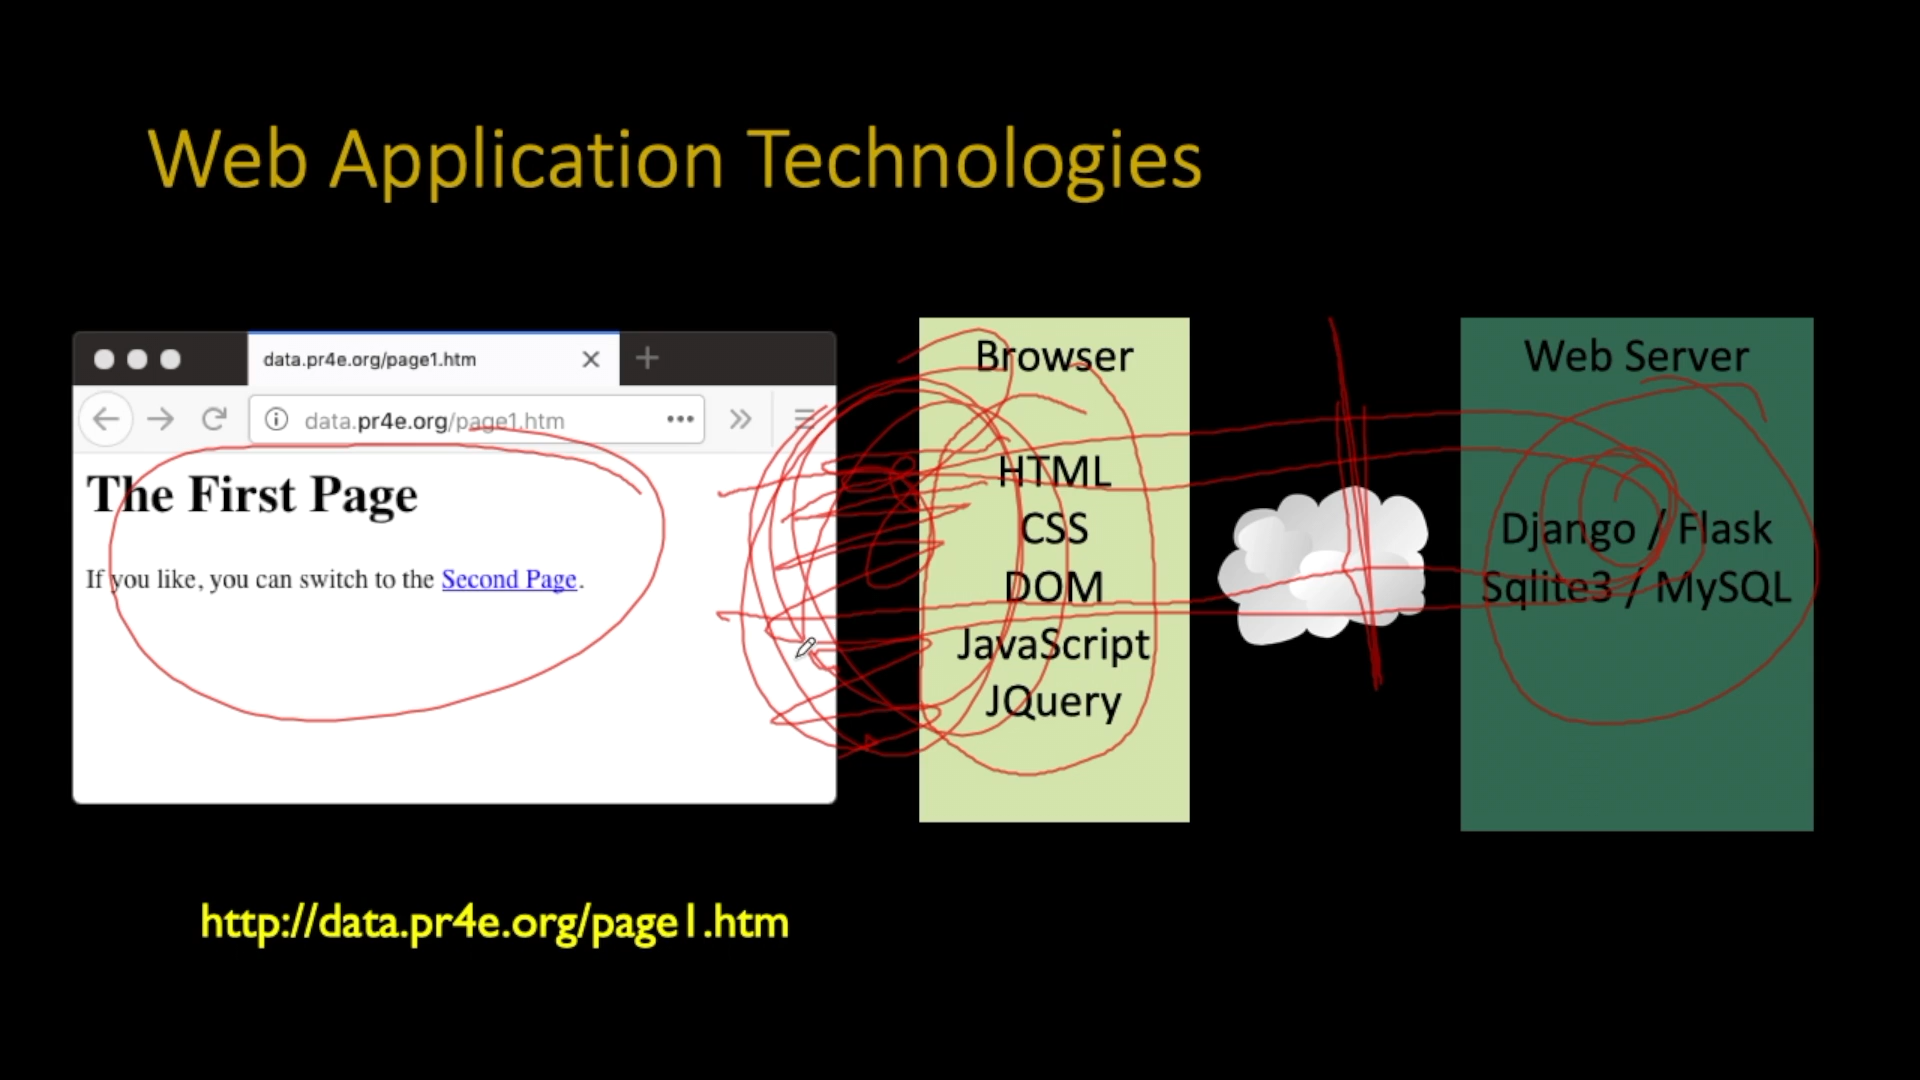 Web Application Technologies
data.pr4e.org/page1.htm
data.pr4e.org/page1.htm
The First Page
If you like, you can switch to the Second Page.
Browser
HTML
CSS
DOM
JavaScript
JQuery
Web Server
Django / Flask
Sqlite3 / MySQL
http://data.pr4e.org/page1.htm